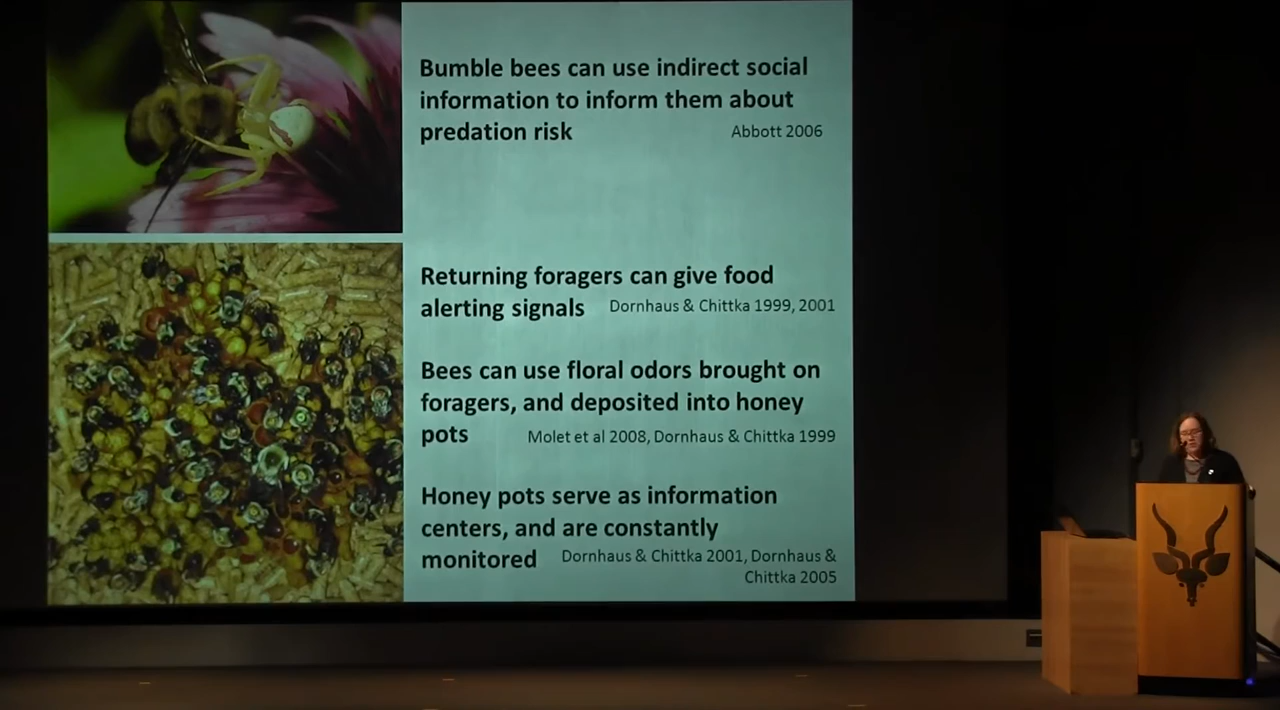 Bumble bees can use indirect social
information to inform them about
predation risk Abbott 2006
Returning foragers can give food
alerting signals Dornhaus & Chittka 1999, 2001
Bees can use floral odors brought on
foragers, and deposited into honey
pots Molet et al 2008, Dornhaus & Chittka 1999
Honey pots serve as information
centers, and are constantly
monitored Dornhaus & Chittka 2001, Dornhaus &
Chittka 2005